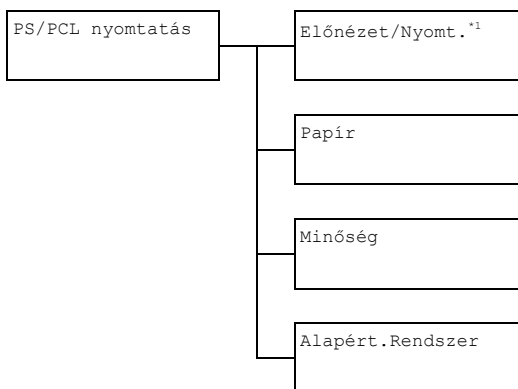 PS/PCL nyomtatás
Előnézet/Nyomt.*1
Papír
Minőség
Alapért.Rendszer